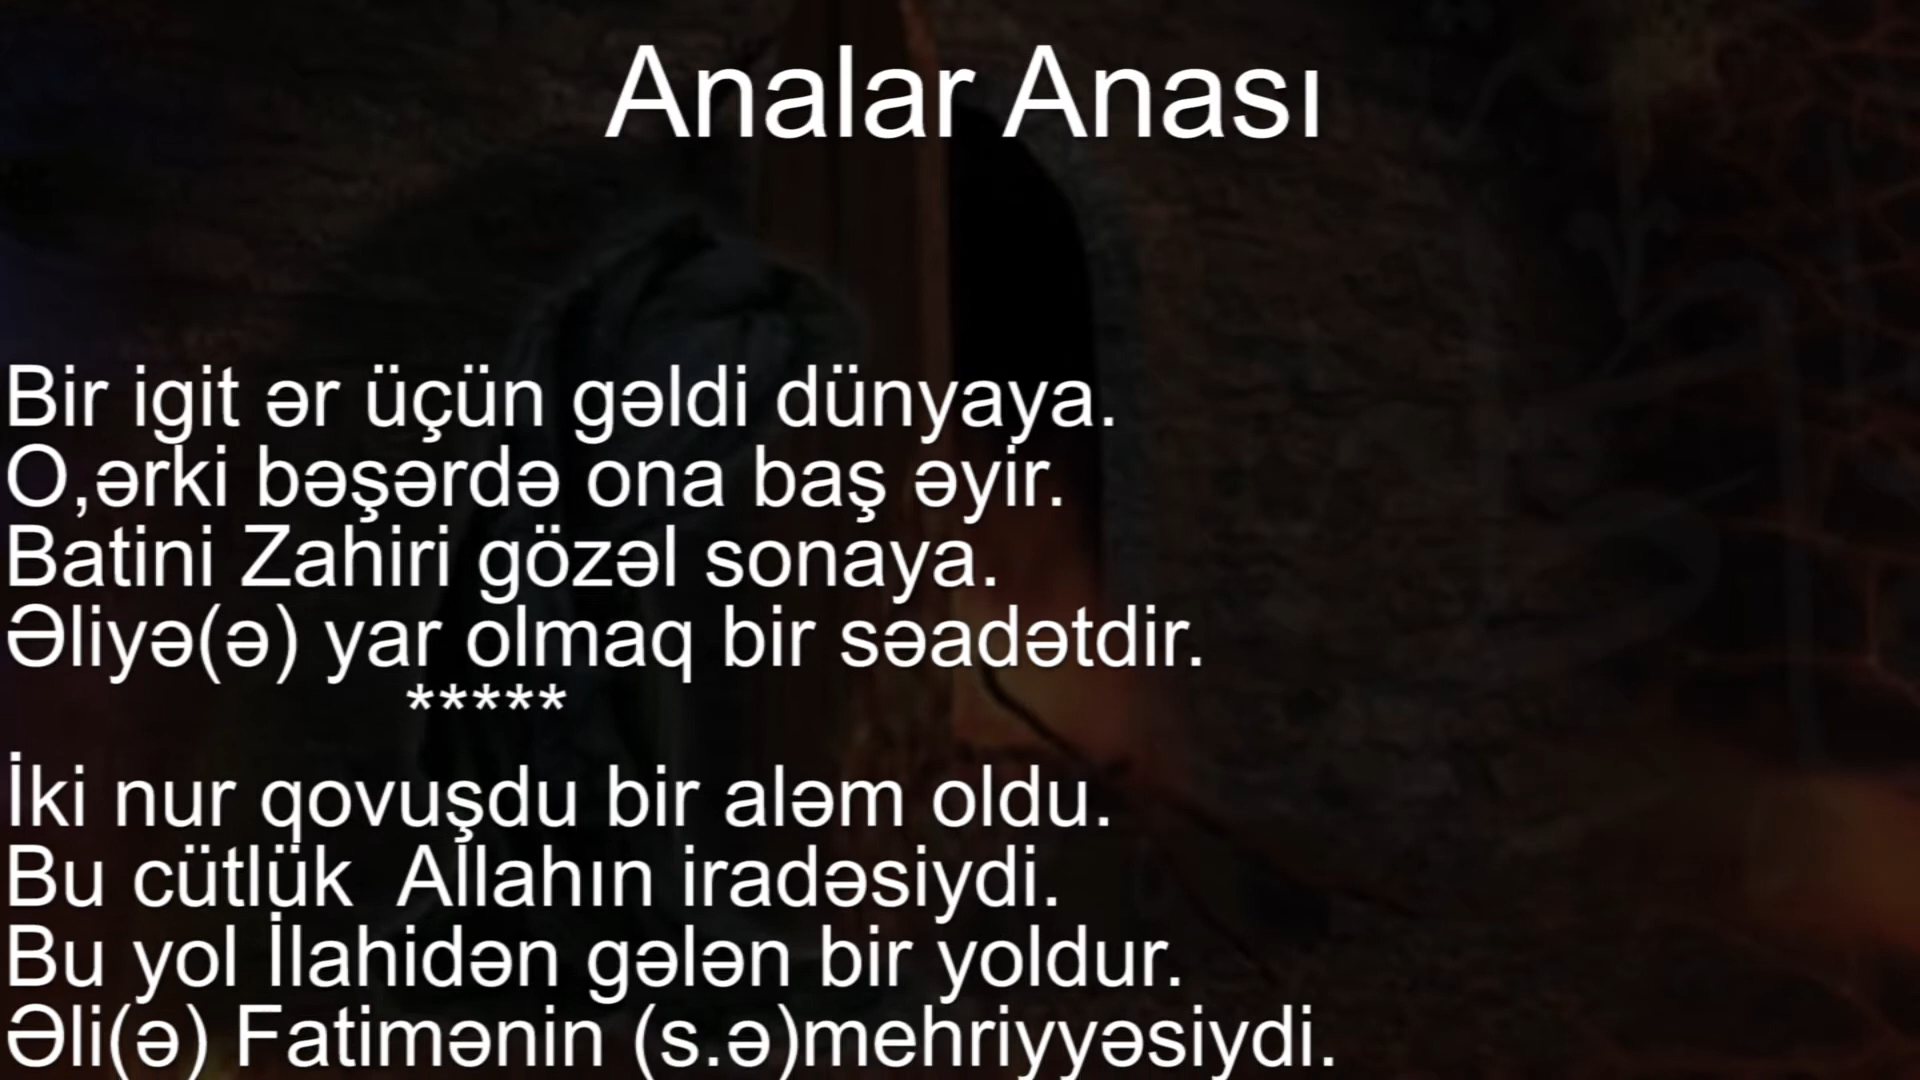 Analar Anası
Bir igit ər üçün gəldi dünyaya.
O,ərki bəşərdə ona baş əyir.
Batini Zahiri gözəl sonaya.
Əliyə(ə) yar olmaq bir səadətdir.
*****
İki nur qovuşdu bir aləm oldu.
Bu cütlük  Allahın iradəsiydi.
Bu yol İlahidən gələn bir yoldur.
Əli(ə) Fatimənin (s.ə)mehriyyəsiydi.